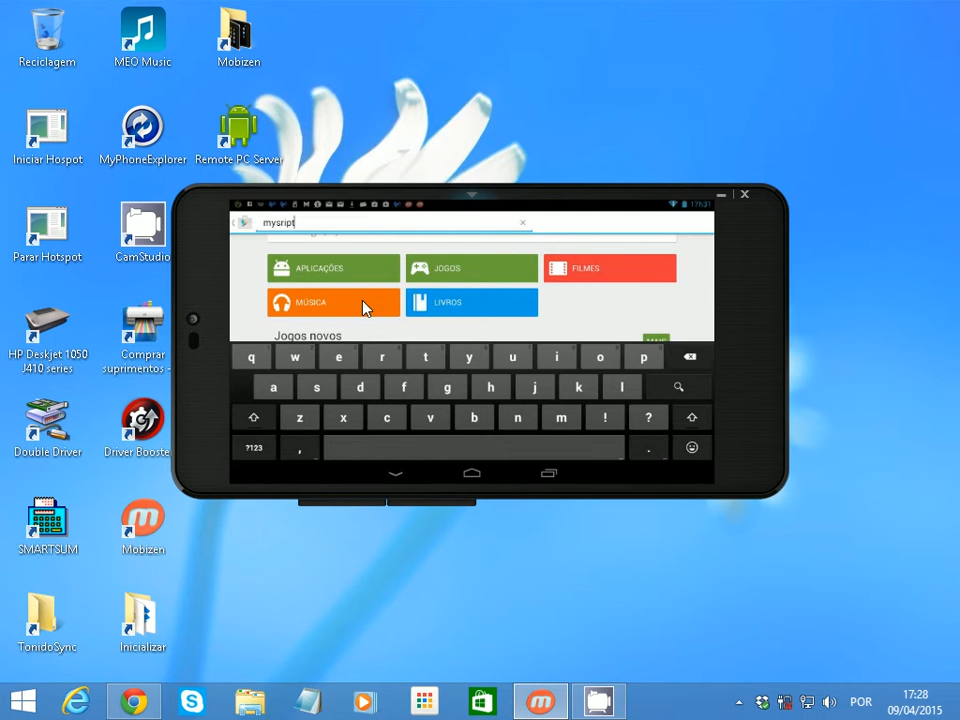 Reciclagem
MEO Music
Mobizen
Iniciar Hospot
MyPhoneExplorer
Remote PC Server
Parar Hotspot
CamStudio
HP Deskjet 1050
J410 series
Comprar
suprimentos -
Double Driver
Driver Booste
SMARTSUM
Mobizen
TonidoSync
Inicializar
17h31
mysript
APLICAÇÕES
JOGOS
FILMES
MÚSICA
LIVROS
Jogos novos
MAIS
q w e r t y u i o p
a s d f g h j k l
z x c v b n m ! ?
?123 , .
POR
17:28
09/04/2015